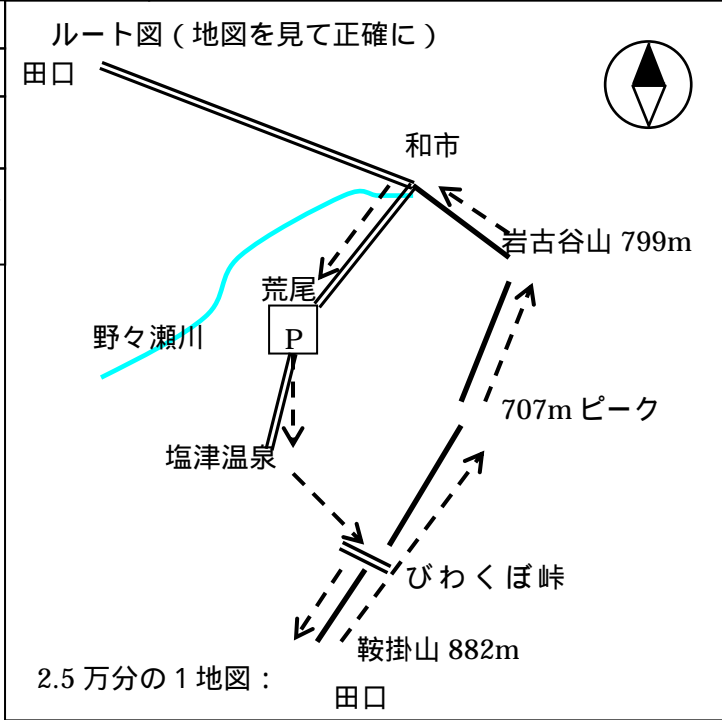 ルート図（地図を見て正確に）
田口
和市
岩古谷山 799m
荒尾
P
野々瀬川
707m ピーク
塩津温泉
びわくぼ峠
鞍掛山 882m
2.5 万分の 1 地図：
田口